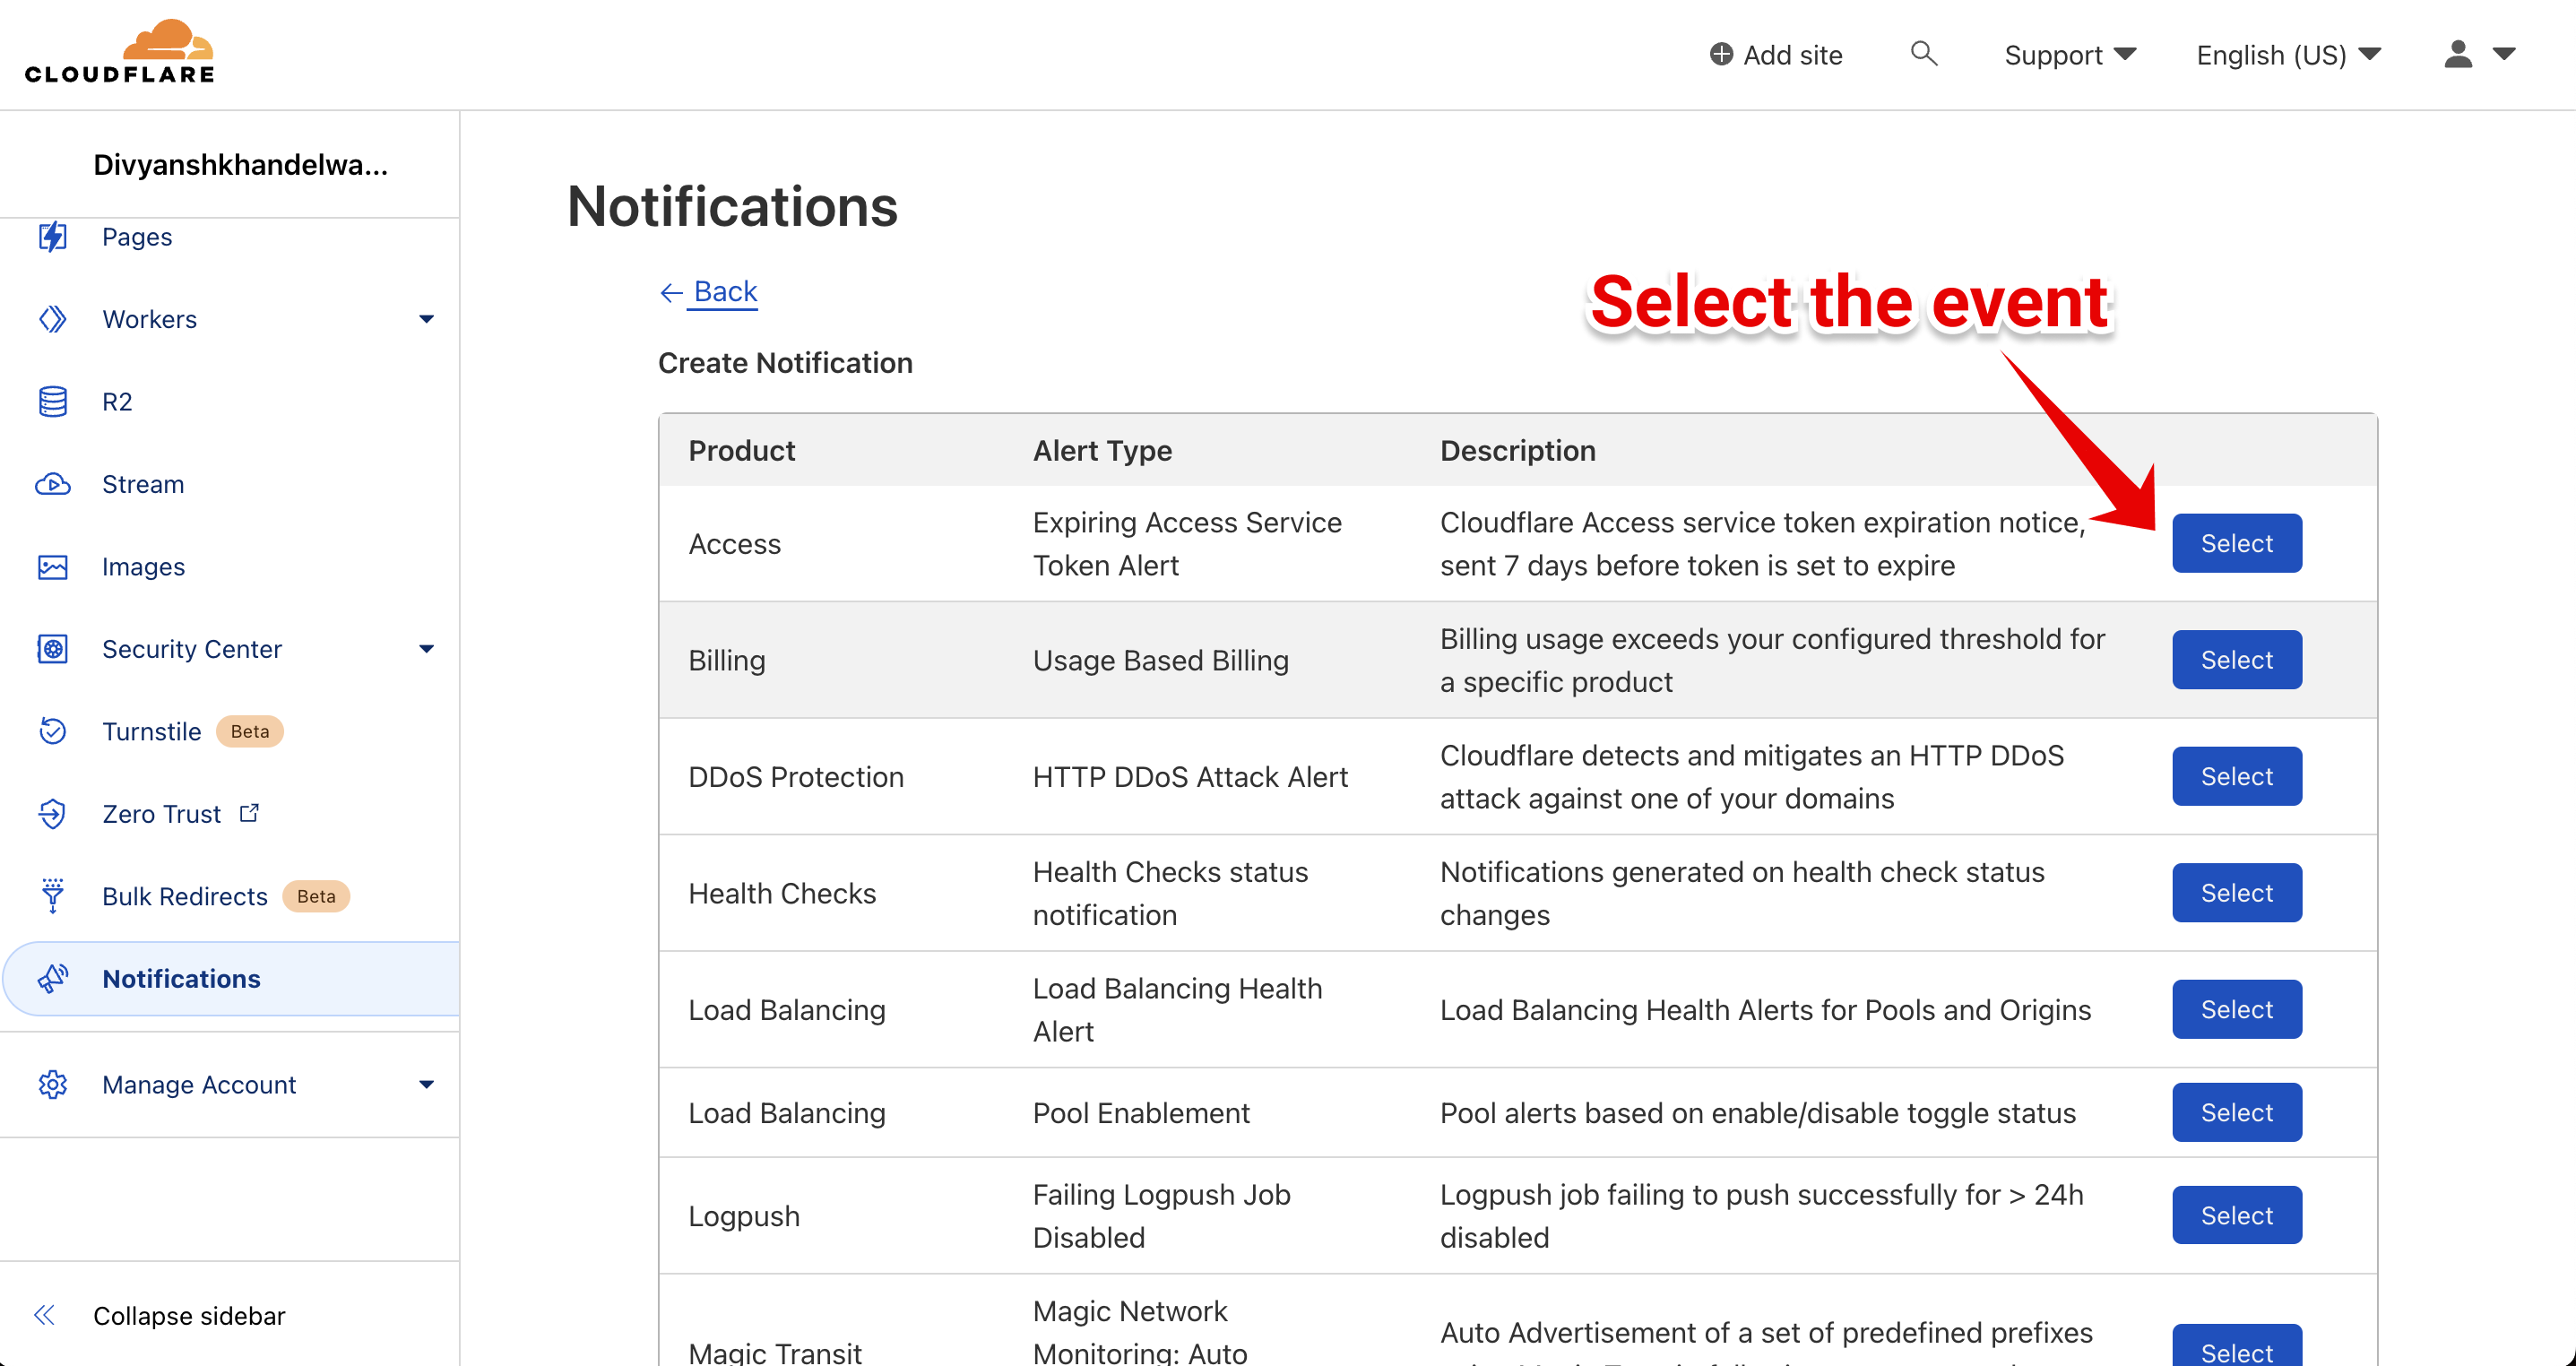 CLOUDFLARE
Add site
Support
English (US)
Divyanshkhandelwa...
Pages
Workers
R2
Stream
Images
Security Center
Turnstile Beta
Zero Trust
Bulk Redirects Beta
Notifications
Manage Account
Collapse sidebar
Notifications
← Back
Select the event
Create Notification
Product Alert Type Description
Access
Expiring Access Service
Token Alert
Cloudflare Access service token expiration notice,
sent 7 days before token is set to expire
Select
Billing
Usage Based Billing
Billing usage exceeds your configured threshold for
a specific product
Select
DDoS Protection
HTTP DDoS Attack Alert
Cloudflare detects and mitigates an HTTP DDoS
attack against one of your domains
Select
Health Checks
Health Checks status
notification
Notifications generated on health check status
changes
Select
Load Balancing
Load Balancing Health
Alert
Load Balancing Health Alerts for Pools and Origins
Select
Load Balancing
Pool Enablement
Pool alerts based on enable/disable toggle status
Select
Logpush
Failing Logpush Job
Disabled
Logpush job failing to push successfully for > 24h
disabled
Select
Magic Transit
Magic Network
Monitoring: Auto
Auto Advertisement of a set of predefined prefixes
Select